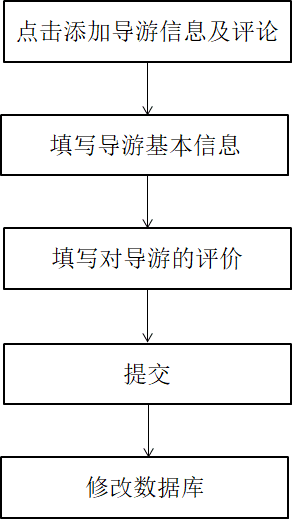 点击添加导游信息及评论
填写导游基本信息
填写对导游的评价
提交
修改数据库